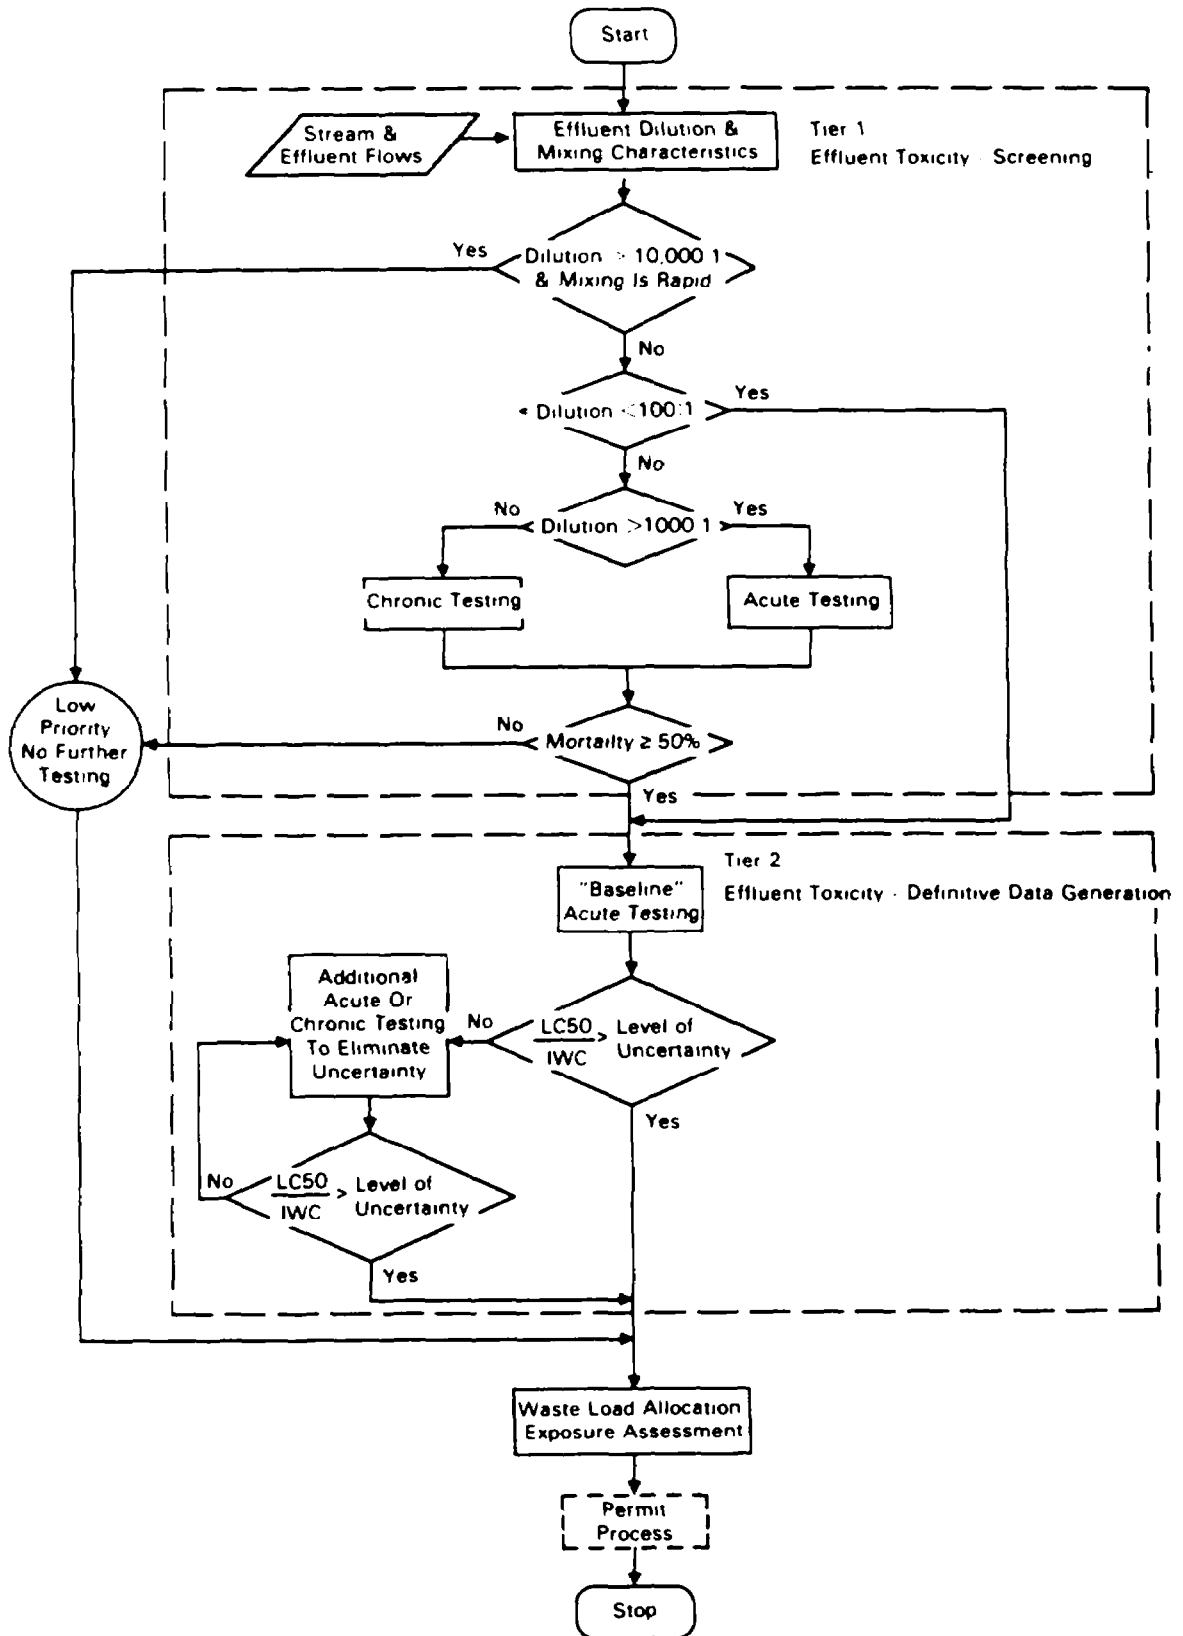 Start
Stream &
Effluent Flows
Effluent Dilution &
Mixing Characteristics
Tier 1
Effluent Toxicity - Screening
Yes
Dilution > 10,000 1
& Mixing Is Rapid
No
Dilution <100:1
Yes
No
No
Dilution >1000 1
Yes
Chronic Testing
Acute Testing
Low
Priority
No Further
Testing
No
Mortailty ≥ 50%
Yes
Tier 2
Effluent Toxicity - Definitive Data Generation
"Baseline"
Acute Testing
Additional
Acute Or
Chronic Testing
To Eliminate
Uncertainty
No
LC50
IWC
> Level of
Uncertainty
Yes
No
LC50
IWC
> Level of
Uncertainty
Yes
Waste Load Allocation
Exposure Assessment
Permit
Process
Stop